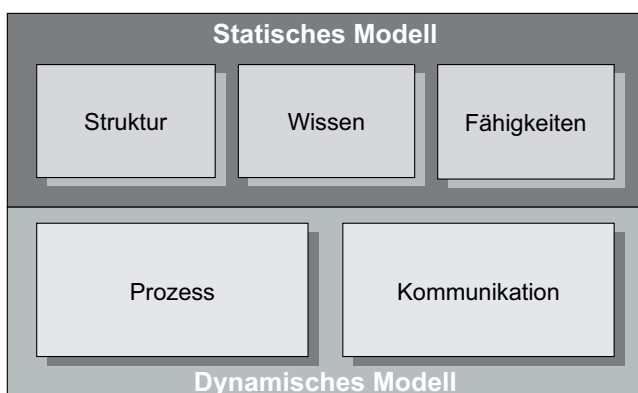 Statisches Modell
Struktur
Wissen
Fähigkeiten
Prozess
Kommunikation
Dynamisches Modell